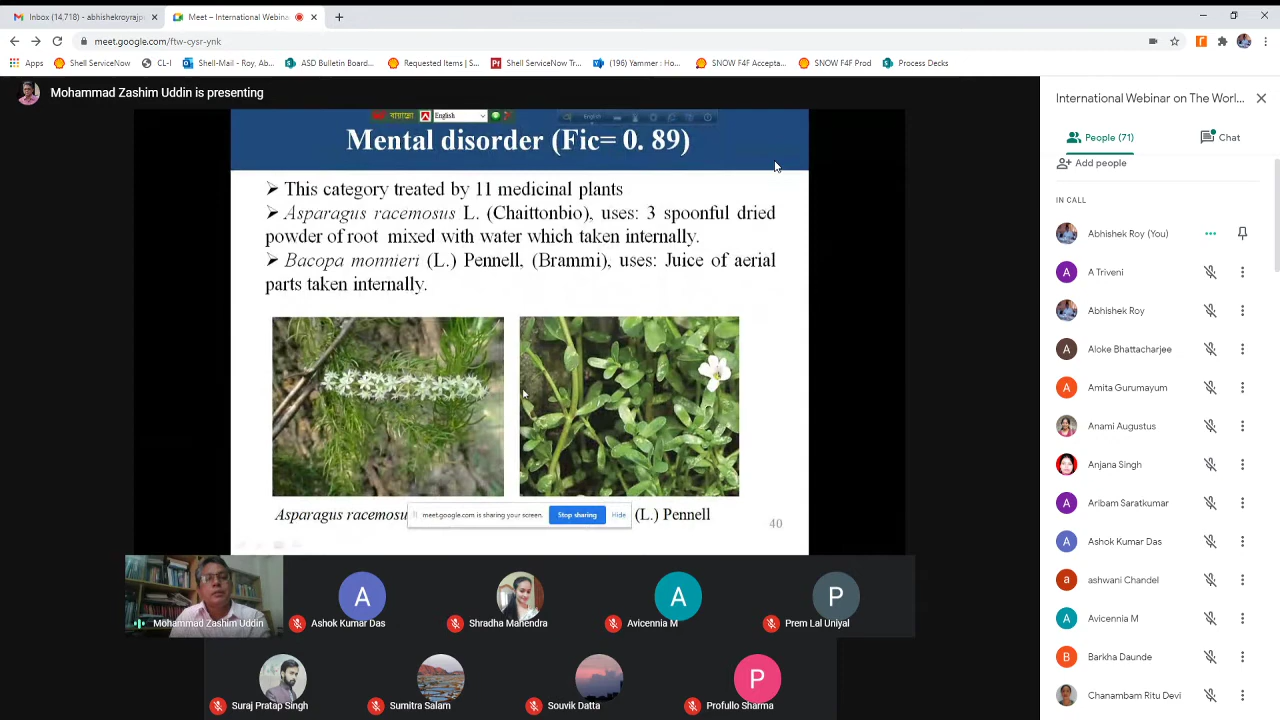 Inbox (14,718) - abhishekroyrajp
Meet – International Webina
meet.google.com/ftw-cysr-ynk
Apps
Shell ServiceNow
CL-I
Shell-Mail - Roy, Ab...
ASD Bulletin Board...
Requested Items | S...
Shell ServiceNow Tr...
(196) Yammer : Ho...
SNOW F4F Accepta...
SNOW F4F Prod
Process Decks
Mohammad Zashim Uddin is presenting
English
Mental disorder (Fic= 0. 89)
➢ This category treated by 11 medicinal plants
➢ Asparagus racemosus L. (Chaittonbio), uses: 3 spoonful dried
powder of root mixed with water which taken internally.
➢ Bacopa monnieri (L.) Pennell, (Brammi), uses: Juice of aerial
parts taken internally.
Asparagus racemosu
(L.) Pennell
meet.google.com is sharing your screen.
Stop sharing
Hide
40
Mohammad Zashim Uddin
A
Ashok Kumar Das
Shradha Mahendra
A
Avicennia M
P
Prem Lal Uniyal
Suraj Pratap Singh
Sumitra Salam
Souvik Datta
P
Profullo Sharma
International Webinar on The Worl...
People (71)
Chat
Add people
IN CALL
Abhishek Roy (You)
A
A Triveni
Abhishek Roy
A
Aloke Bhattacharjee
A
Amita Gurumayum
Anami Augustus
Anjana Singh
A
Aribam Saratkumar
A
Ashok Kumar Das
a
ashwani Chandel
A
Avicennia M
B
Barkha Daunde
Chanambam Ritu Devi